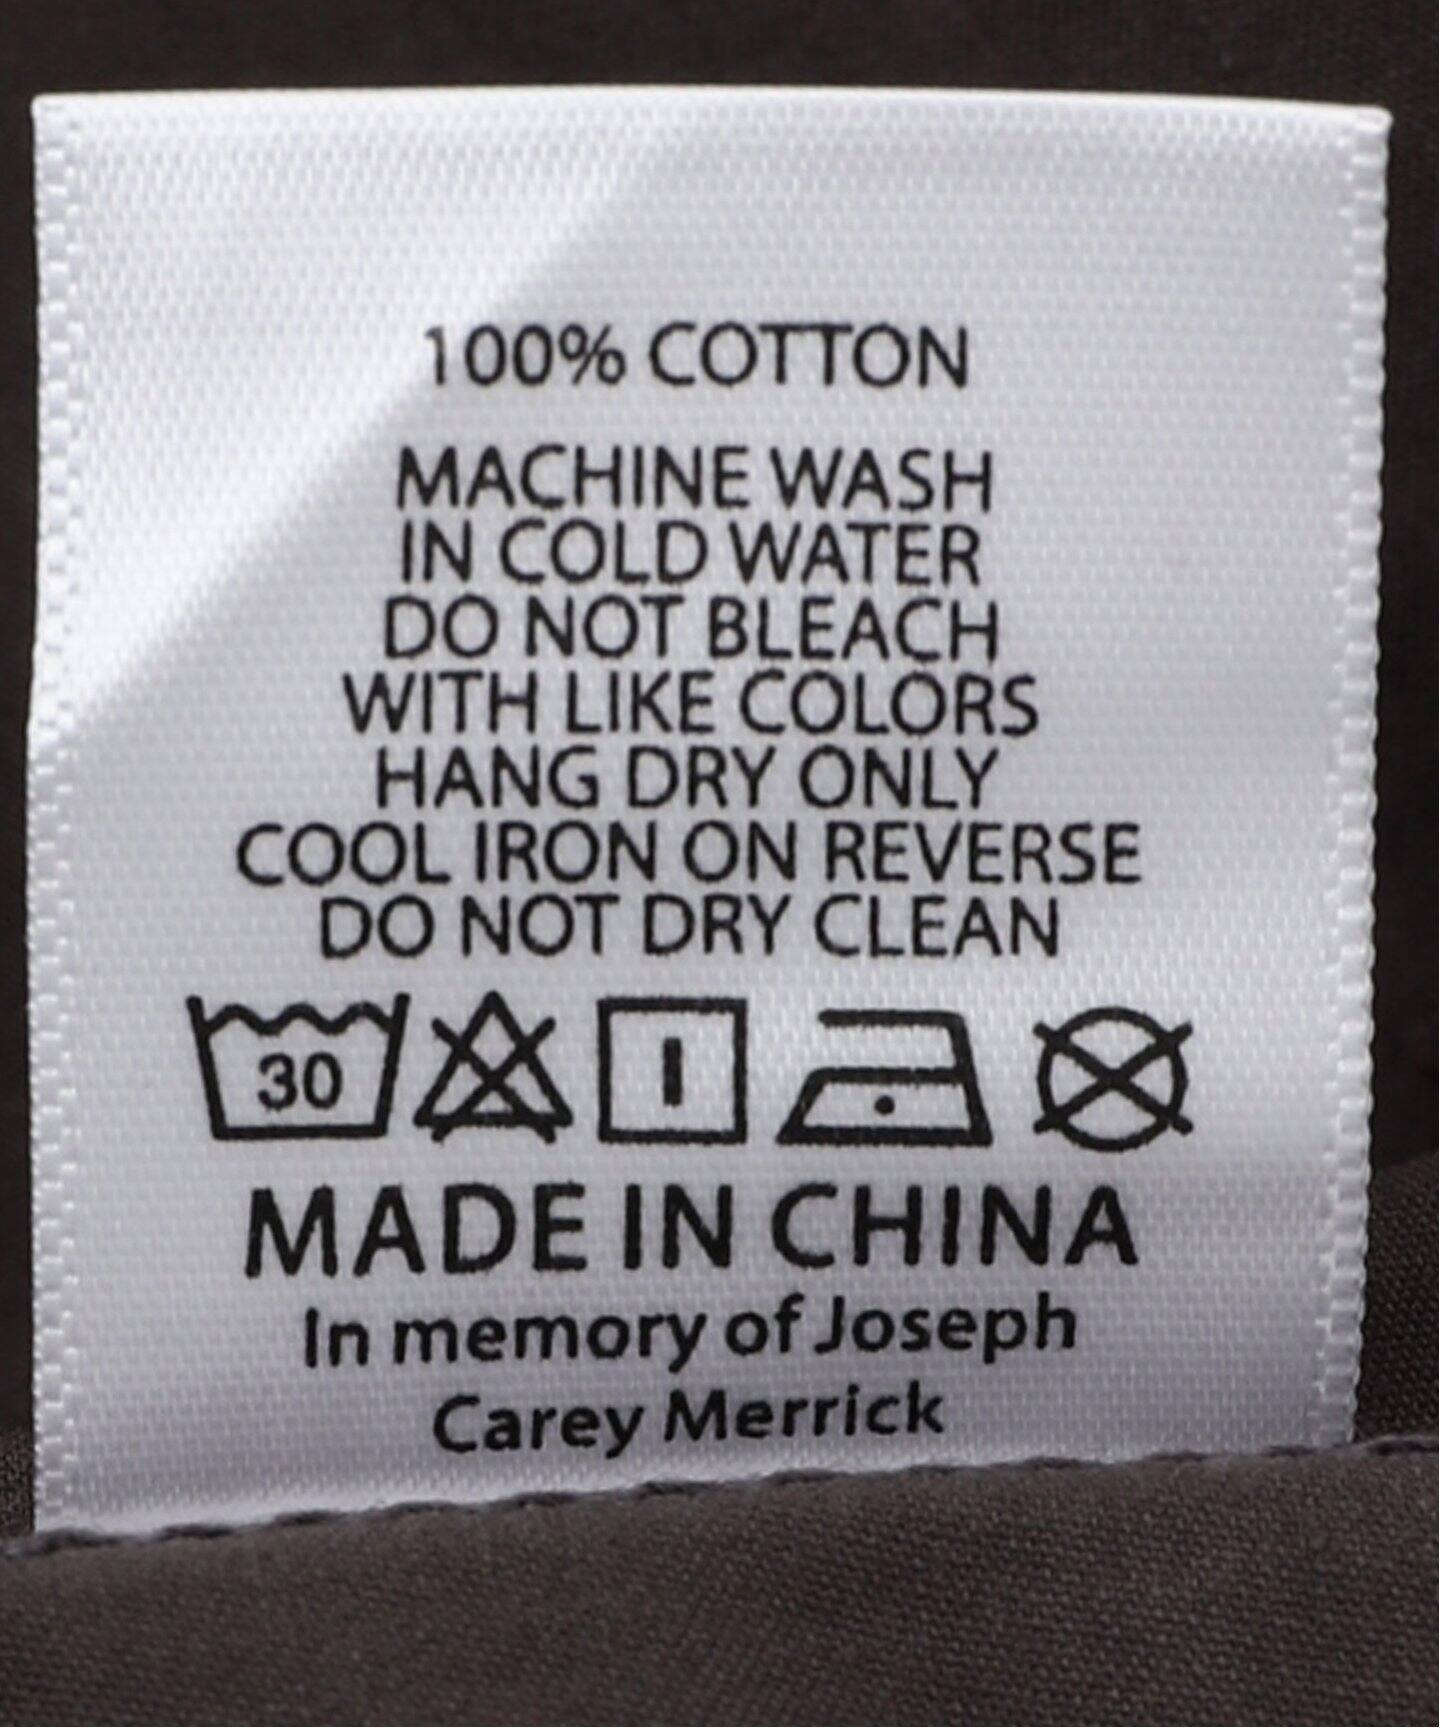 100% COTTON
MACHINE WASH
IN COLD WATER
DO NOT BLEACH
WITH LIKE COLORS
HANG DRY ONLY
COOL IRON ON REVERSE
DO NOT DRY CLEAN
30
MADE IN CHINA
In memory of Joseph
Carey Merrick